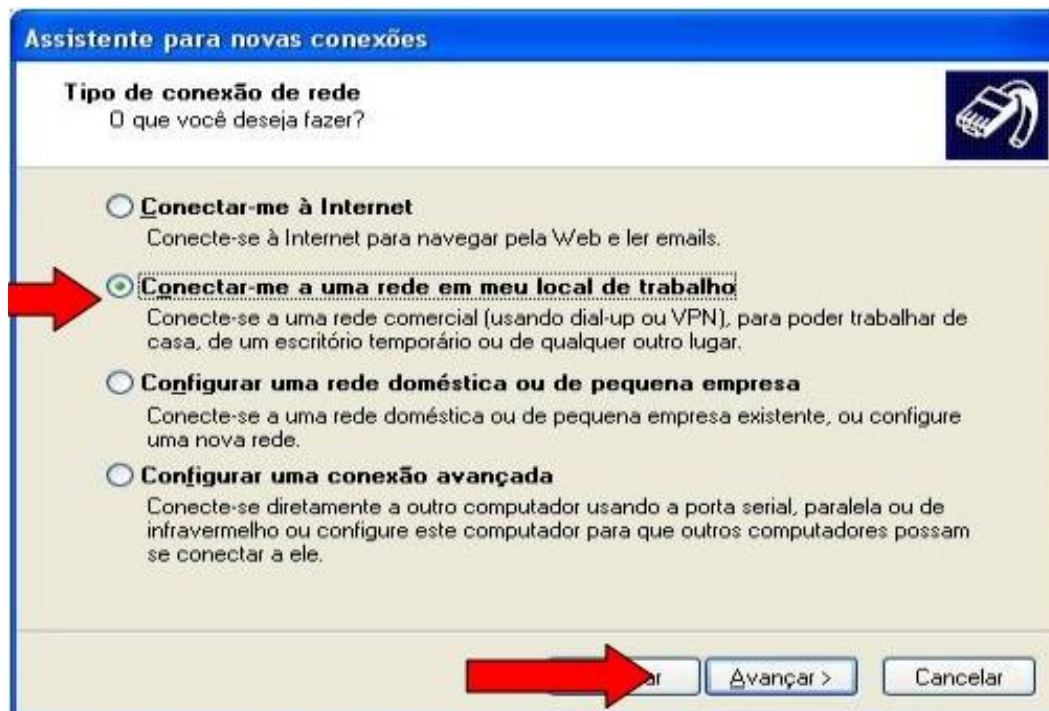 Assistente para novas conexões
Tipo de conexão de rede
O que você deseja fazer?
Conectar-me à Internet
Conecte-se à Internet para navegar pela Web e ler emails.
Conectar-me a uma rede em meu local de trabalho
Conecte-se a uma rede comercial (usando dial-up ou VPN), para poder trabalhar de
casa, de um escritório temporário ou de qualquer outro lugar.
Configurar uma rede doméstica ou de pequena empresa
Conecte-se a uma rede doméstica ou de pequena empresa existente, ou configure
uma nova rede.
Configurar uma conexão avançada
Conecte-se diretamente a outro computador usando a porta serial, paralela ou de
infravermelho ou configure este computador para que outros computadores possam
se conectar a ele.
Avançar > Cancelar